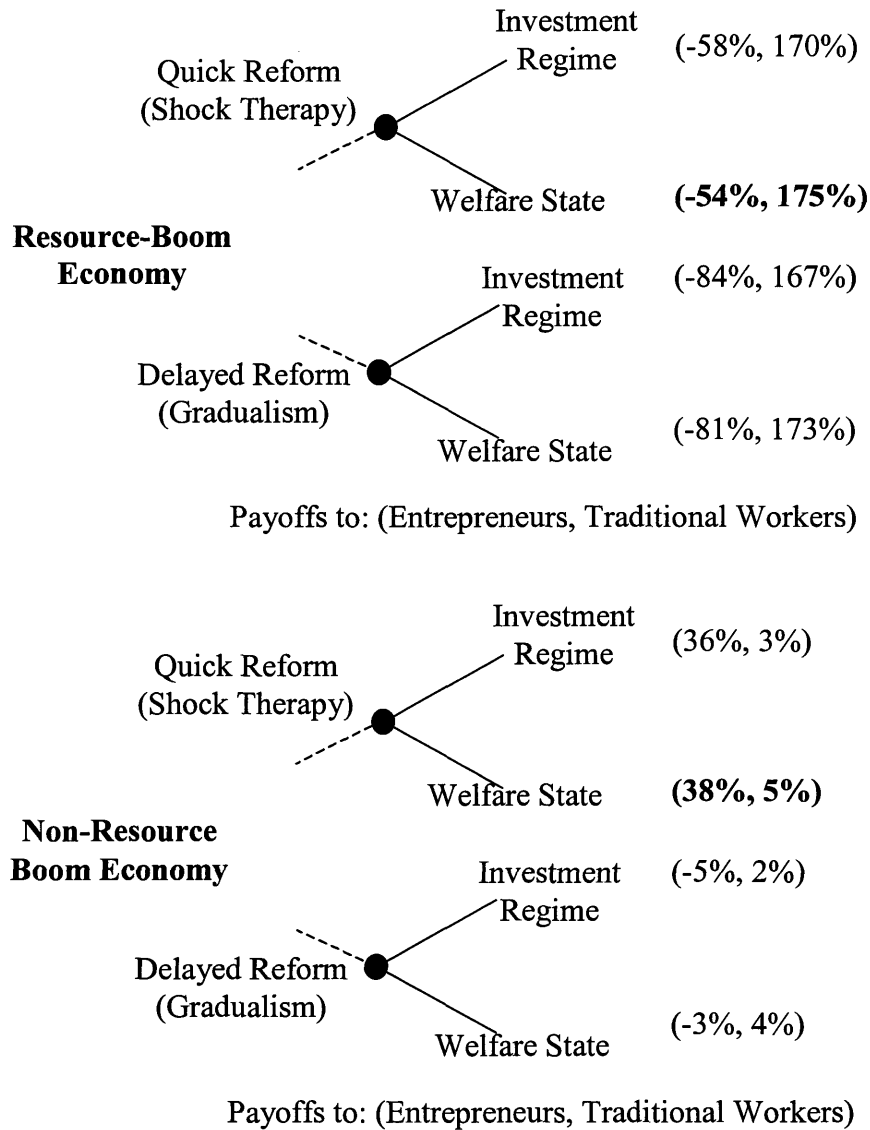 Investment
Regime
(-58%, 170%)
Quick Reform
(Shock Therapy)
Welfare State
(-54%, 175%)
Resource-Boom
Economy
Investment
Regime
(-84%, 167%)
Delayed Reform
(Gradualism)
Welfare State
(-81%, 173%)
Payoffs to: (Entrepreneurs, Traditional Workers)
Investment
Regime
(36%, 3%)
Quick Reform
(Shock Therapy)
Welfare State
(38%, 5%)
Non-Resource
Boom Economy
Investment
Regime
(-5%, 2%)
Delayed Reform
(Gradualism)
Welfare State
(-3%, 4%)
Payoffs to: (Entrepreneurs, Traditional Workers)